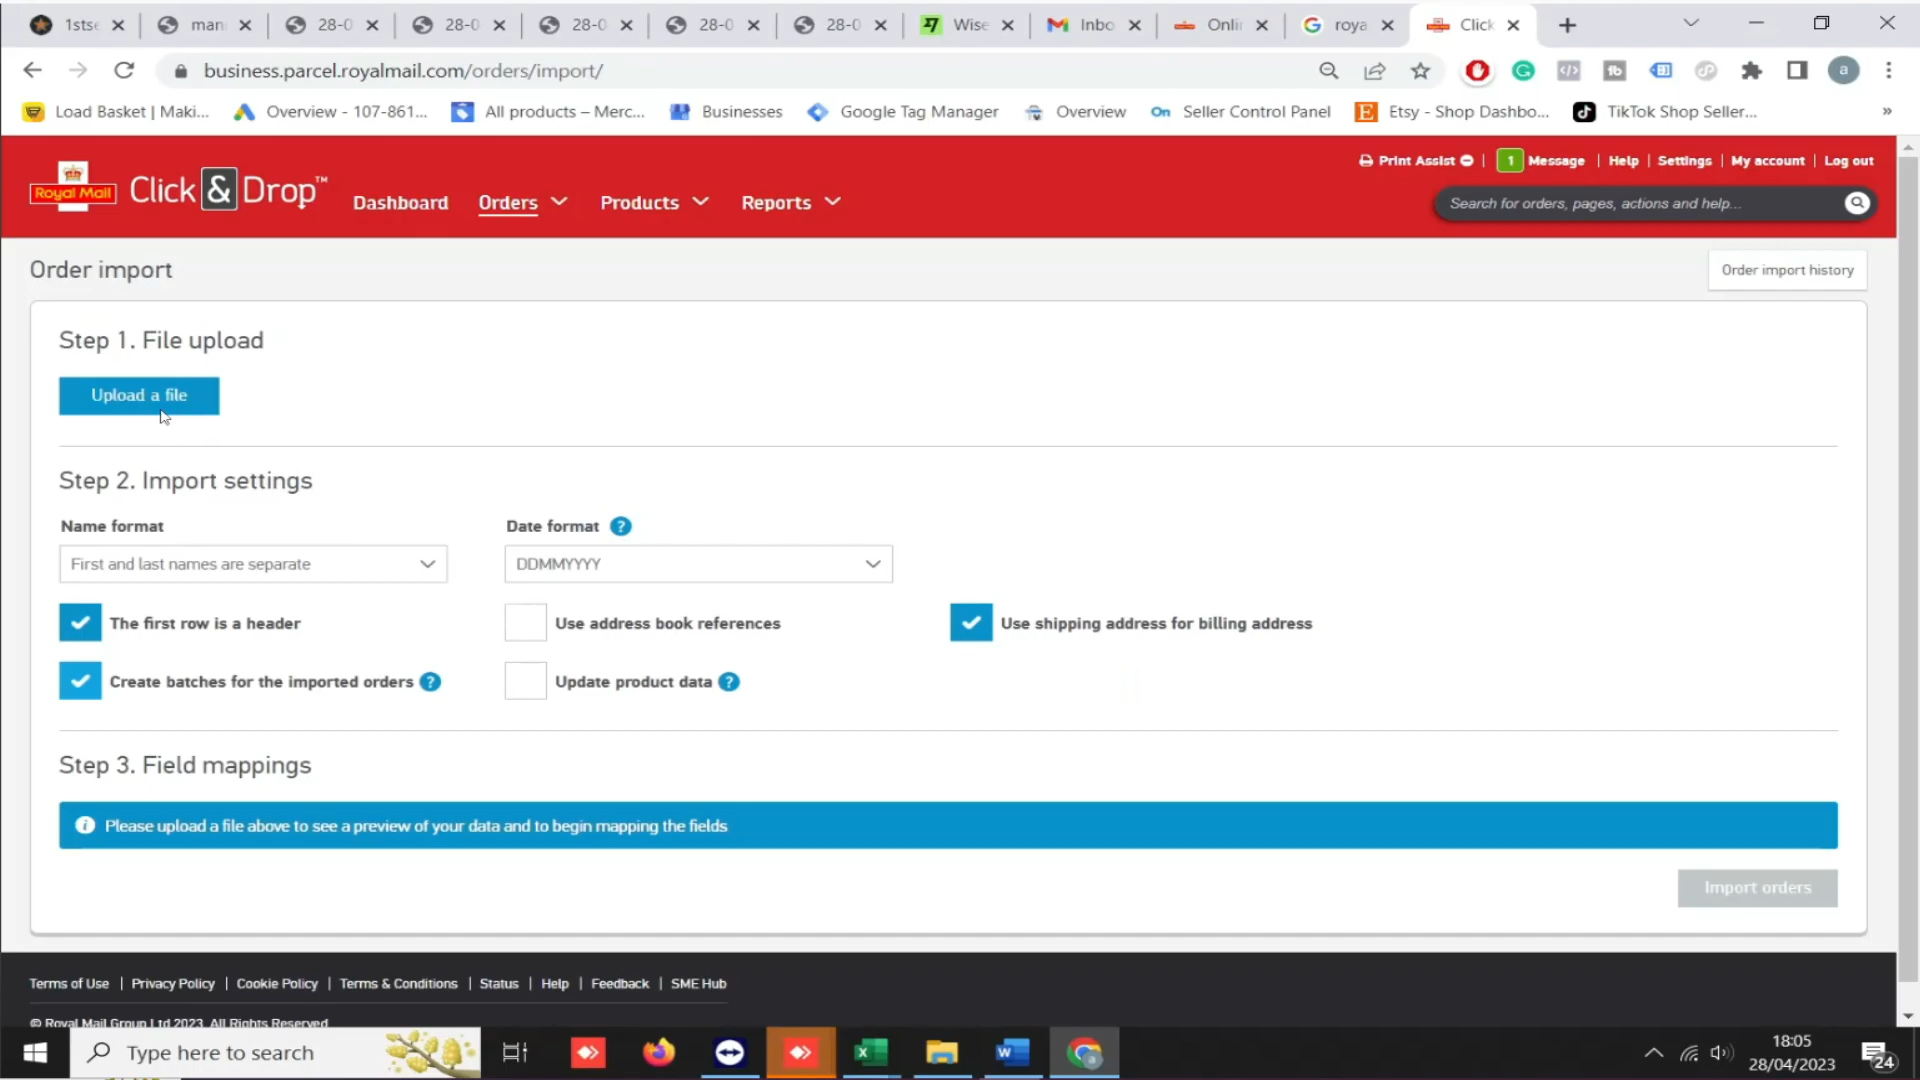 1sts
man
28-0
28-0
28-0
28-0
28-0
Wise
Inbo
Onli
roya
Click
business.parcel.royalmail.com/orders/import/
Load Basket | Maki...
Overview - 107-861...
All products – Merc...
Businesses
Google Tag Manager
Overview
On Seller Control Panel
Etsy - Shop Dashbo...
TikTok Shop Seller...
»
Print Assist | 1 Message | Help | Settings | My account | Log out
Royal Mail Click & Drop™
Dashboard Orders Products Reports
Search for orders, pages, actions and help...
Order import
Order import history
Step 1. File upload
Upload a file
Step 2. Import settings
Name format
Date format ?
First and last names are separate
DDMMYYYY
The first row is a header
Use address book references
Use shipping address for billing address
Create batches for the imported orders ?
Update product data ?
Step 3. Field mappings
Please upload a file above to see a preview of your data and to begin mapping the fields
Import orders
Terms of Use | Privacy Policy | Cookie Policy | Terms & Conditions | Status | Help | Feedback | SME Hub
© Royal Mail Group Ltd 2023. All Rights Reserved
Type here to search
18:05
28/04/2023
24